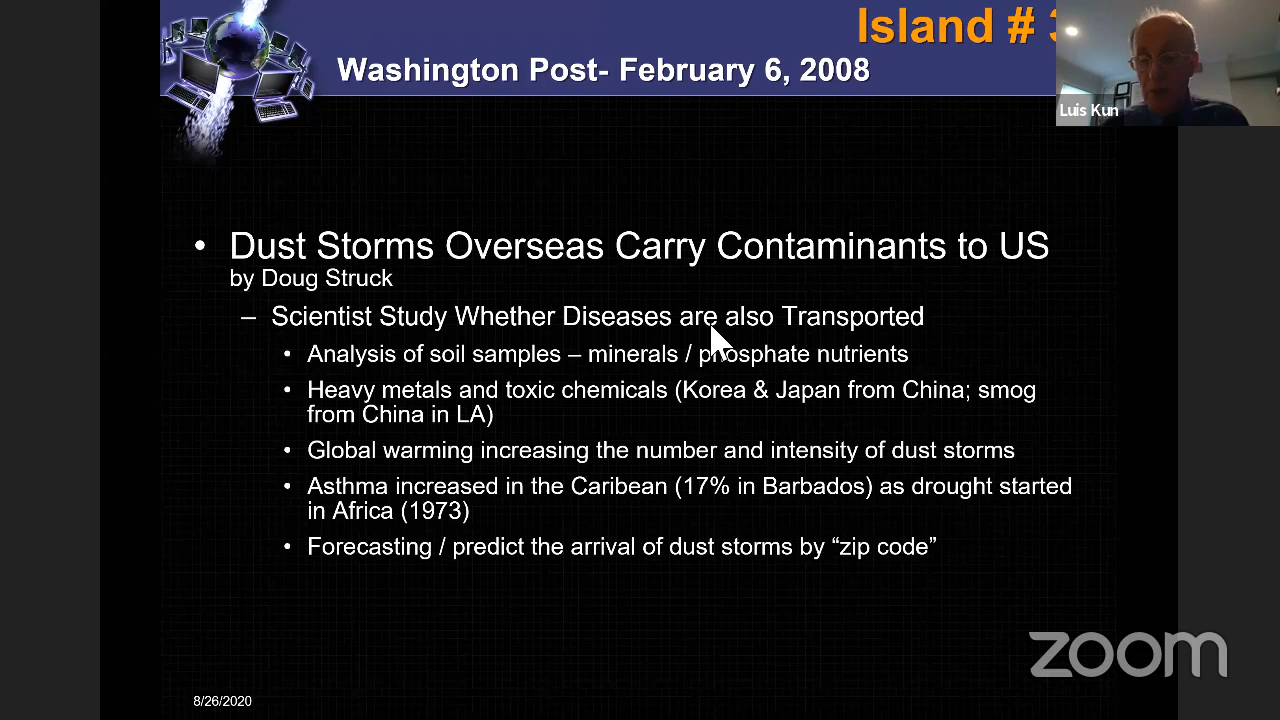 Island # 3
Washington Post- February 6, 2008
Luis Kun
• Dust Storms Overseas Carry Contaminants to US
by Doug Struck
– Scientist Study Whether Diseases are also Transported
• Analysis of soil samples – minerals / phosphate nutrients
• Heavy metals and toxic chemicals (Korea & Japan from China; smog
from China in LA)
• Global warming increasing the number and intensity of dust storms
• Asthma increased in the Caribean (17% in Barbados) as drought started
in Africa (1973)
• Forecasting / predict the arrival of dust storms by “zip code”
zoom
8/26/2020